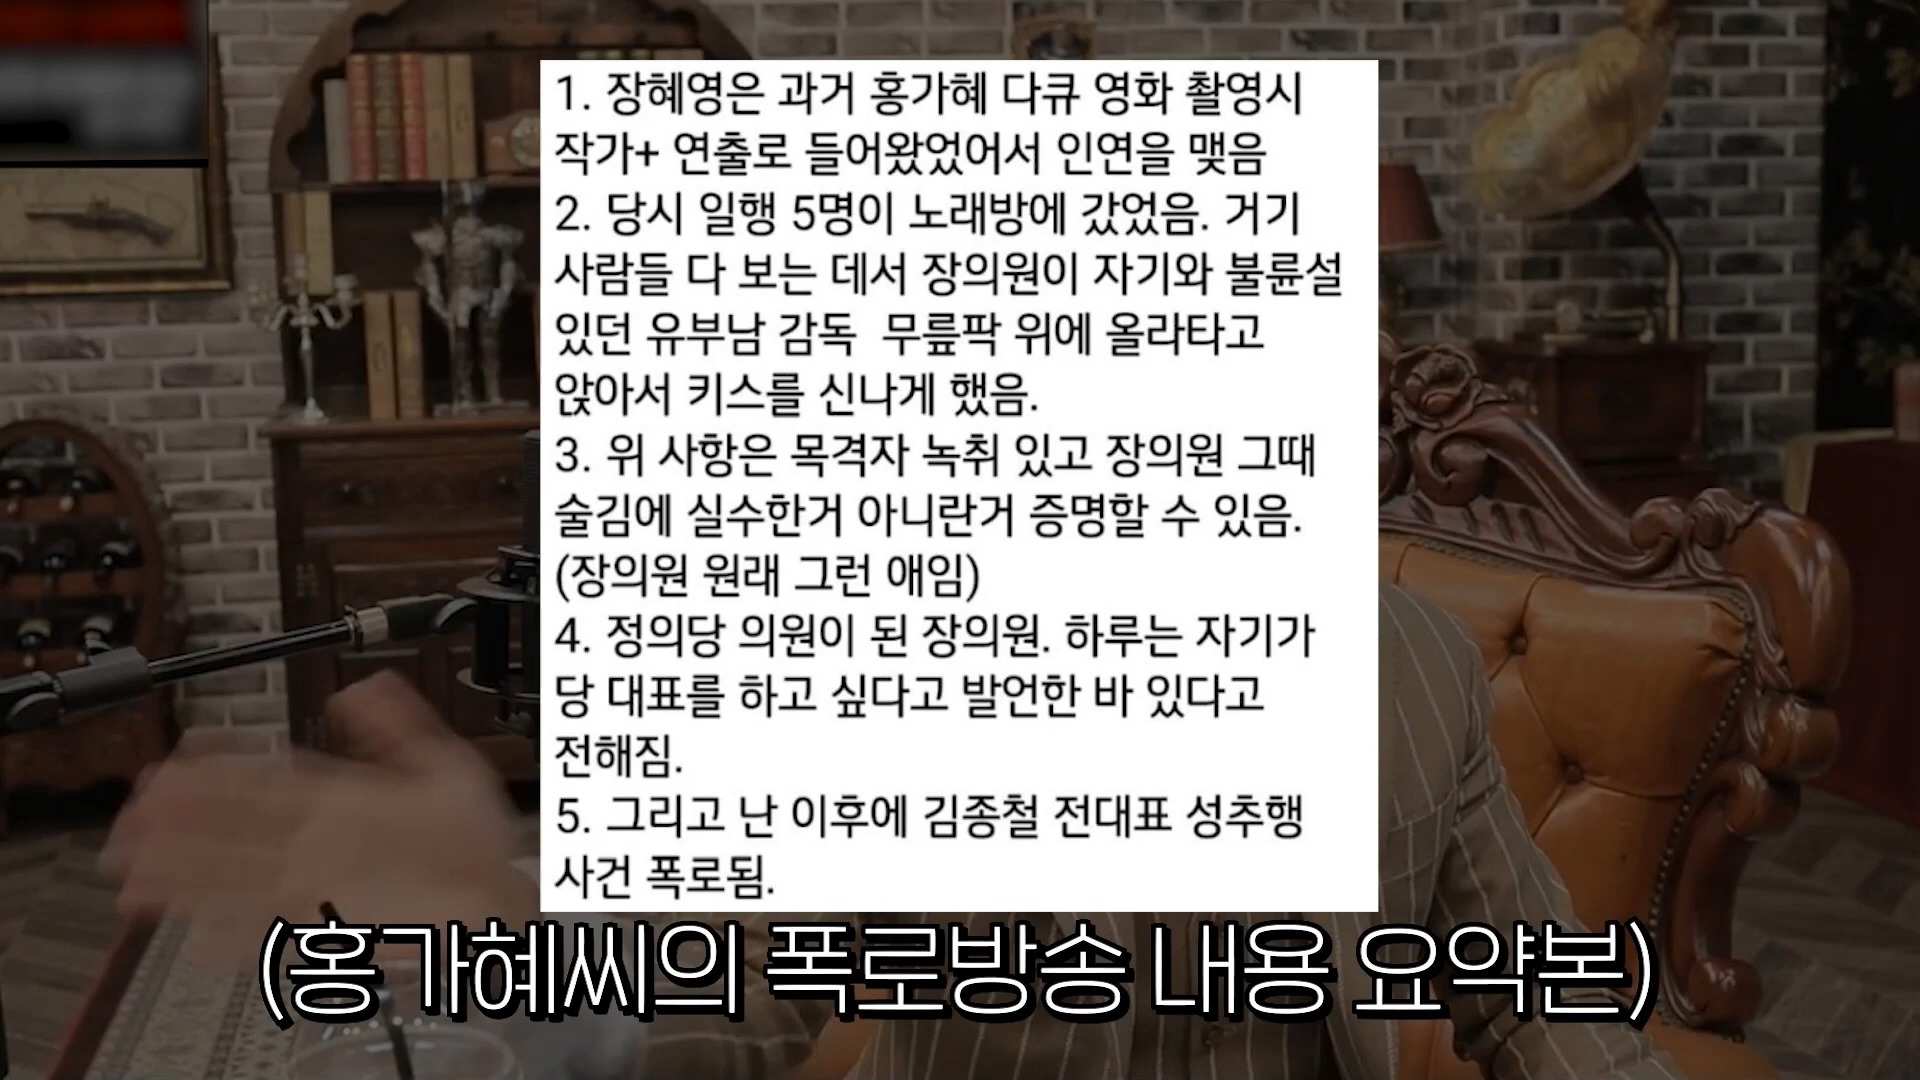 1. 장혜영은 과거 홍가혜 다큐 영화 촬영시
작가+ 연출로 들어왔었어서 인연을 맺음
2. 당시 일행 5명이 노래방에 갔었음. 거기
사람들 다 보는 데서 장의원이 자기와 불륜설
있던 유부남 감독 무릎팍 위에 올라타고
앉아서 키스를 신나게 했음.
3. 위 사항은 목격자 녹취 있고 장의원 그때
술김에 실수한거 아니란거 증명할 수 있음.
(장의원 원래 그런 애임)
4. 정의당 의원이 된 장의원. 하루는 자기가
당 대표를 하고 싶다고 발언한 바 있다고
전해짐.
5. 그리고 난 이후에 김종철 전대표 성추행
사건 폭로됨.
(홍가혜씨의 폭로방송 내용 요약본)